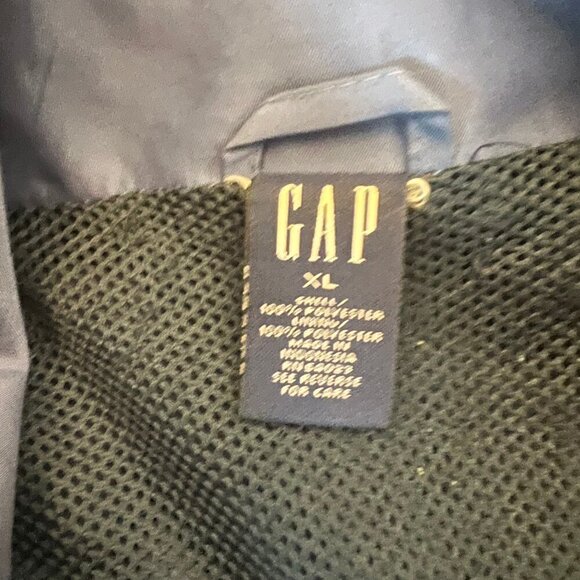 GAP
XL
SHELL/
100% POLYESTER
LINING/
100% POLYESTER
MADE IN
INDONESIA
SEE REVERSE
FOR CARE